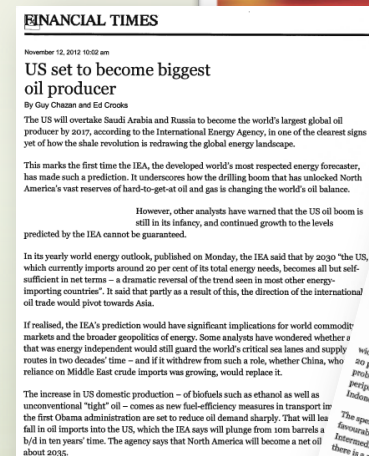 FINANCIAL TIMES
November 12, 2012 10:02 am
US set to become biggest
oil producer
By Guy Chazan and Ed Crooks
The US will overtake Saudi Arabia and Russia to become the world's largest global oil
producer by 2017, according to the International Energy Agency, in one of the clearest signs
yet of how the shale revolution is redrawing the global energy landscape.
This marks the first time the IEA, the developed world's most respected energy forecaster,
has made such a prediction. It underscores how the drilling boom that has unlocked North
America's vast reserves of hard-to-get-at oil and gas is changing the world's oil balance.
However, other analysts have warned that the US oil boom is
still in its infancy, and continued growth to the levels
predicted by the IEA cannot be guaranteed.
In its yearly world energy outlook, published on Monday, the IEA said that by 2030 "the US,
which currently imports around 20 per cent of its total energy needs, becomes all but self-
sufficient in net terms – a dramatic reversal of the trend seen in most other energy-
importing countries". It said that partly as a result of this, the direction of the international
oil trade would pivot towards Asia.
If realised, the IEA's prediction would have significant implications for world commodity
markets and the broader geopolitics of energy. Some analysts have wondered whether a
that was energy independent would still guard the world's critical sea lanes and supply
routes in two decades' time – and if it withdrew from such a role, whether China, who
reliance on Middle East crude imports was growing, would replace it.
The increase in US domestic production – of biofuels such as ethanol as well as
unconventional "tight" oil – comes as new fuel-efficiency measures in transport im
the first Obama administration are set to reduce oil demand sharply. That will lea
fall in oil imports into the US, which the IEA says will plunge from 10m barrels a
b/d in ten years' time. The agency says that North America will become a net oil
about 2035.
wid
20 p
prob
perip
Indon
The spe
favourab
Intermed
there is a